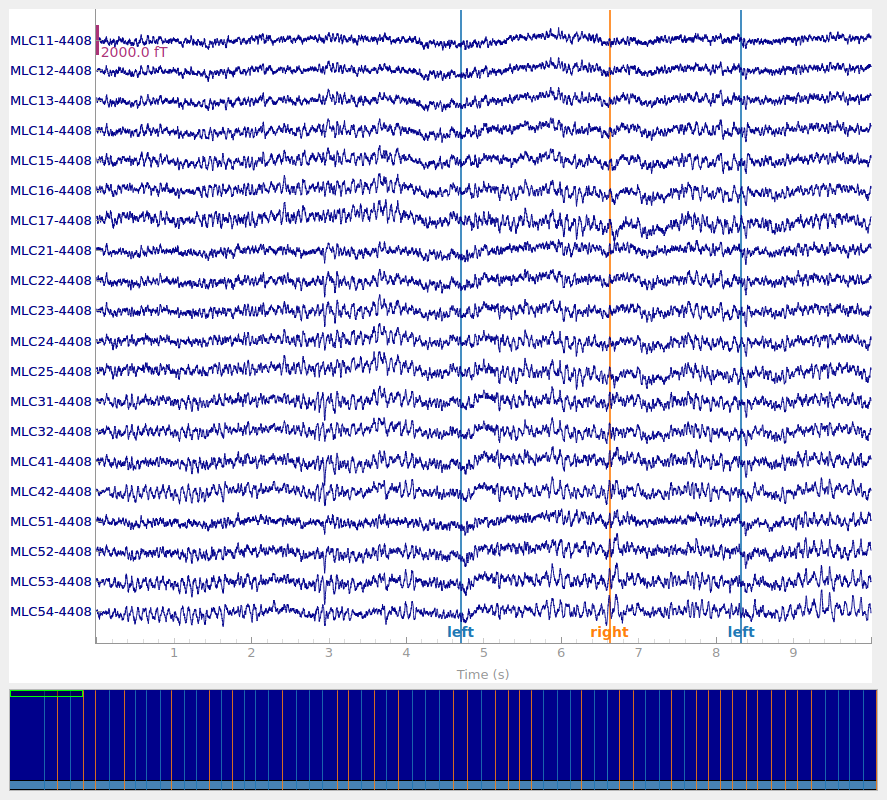 MLC11-4408
2000.0 fT
MLC12-4408
MLC13-4408
MLC14-4408
MLC15-4408
MLC16-4408
MLC17-4408
MLC21-4408
MLC22-4408
MLC23-4408
MLC24-4408
MLC25-4408
MLC31-4408
MLC32-4408
MLC41-4408
MLC42-4408
MLC51-4408
MLC52-4408
MLC53-4408
MLC54-4408
left right left
1 2 3 4 5 6 7 8 9
Time (s)